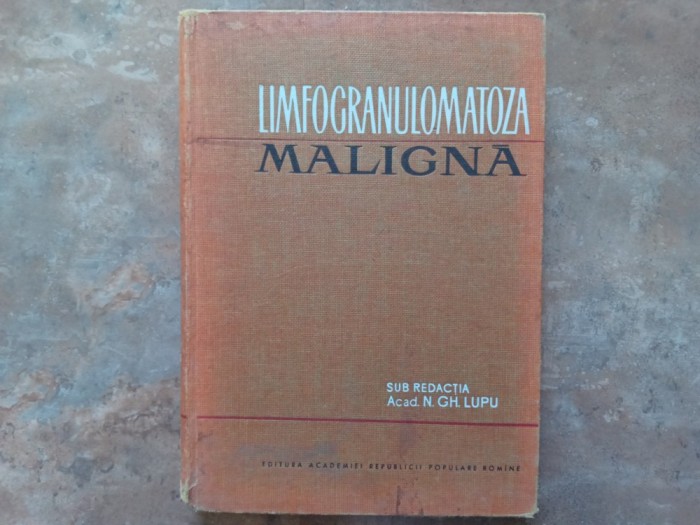 LIMFOGRANULOMATOZA
MALIGNĂ
SUB REDACȚIA
Acad. N. GH. LUPU
EDITURA ACADEMIEI REPUBLICII POPULARE ROMÎNE